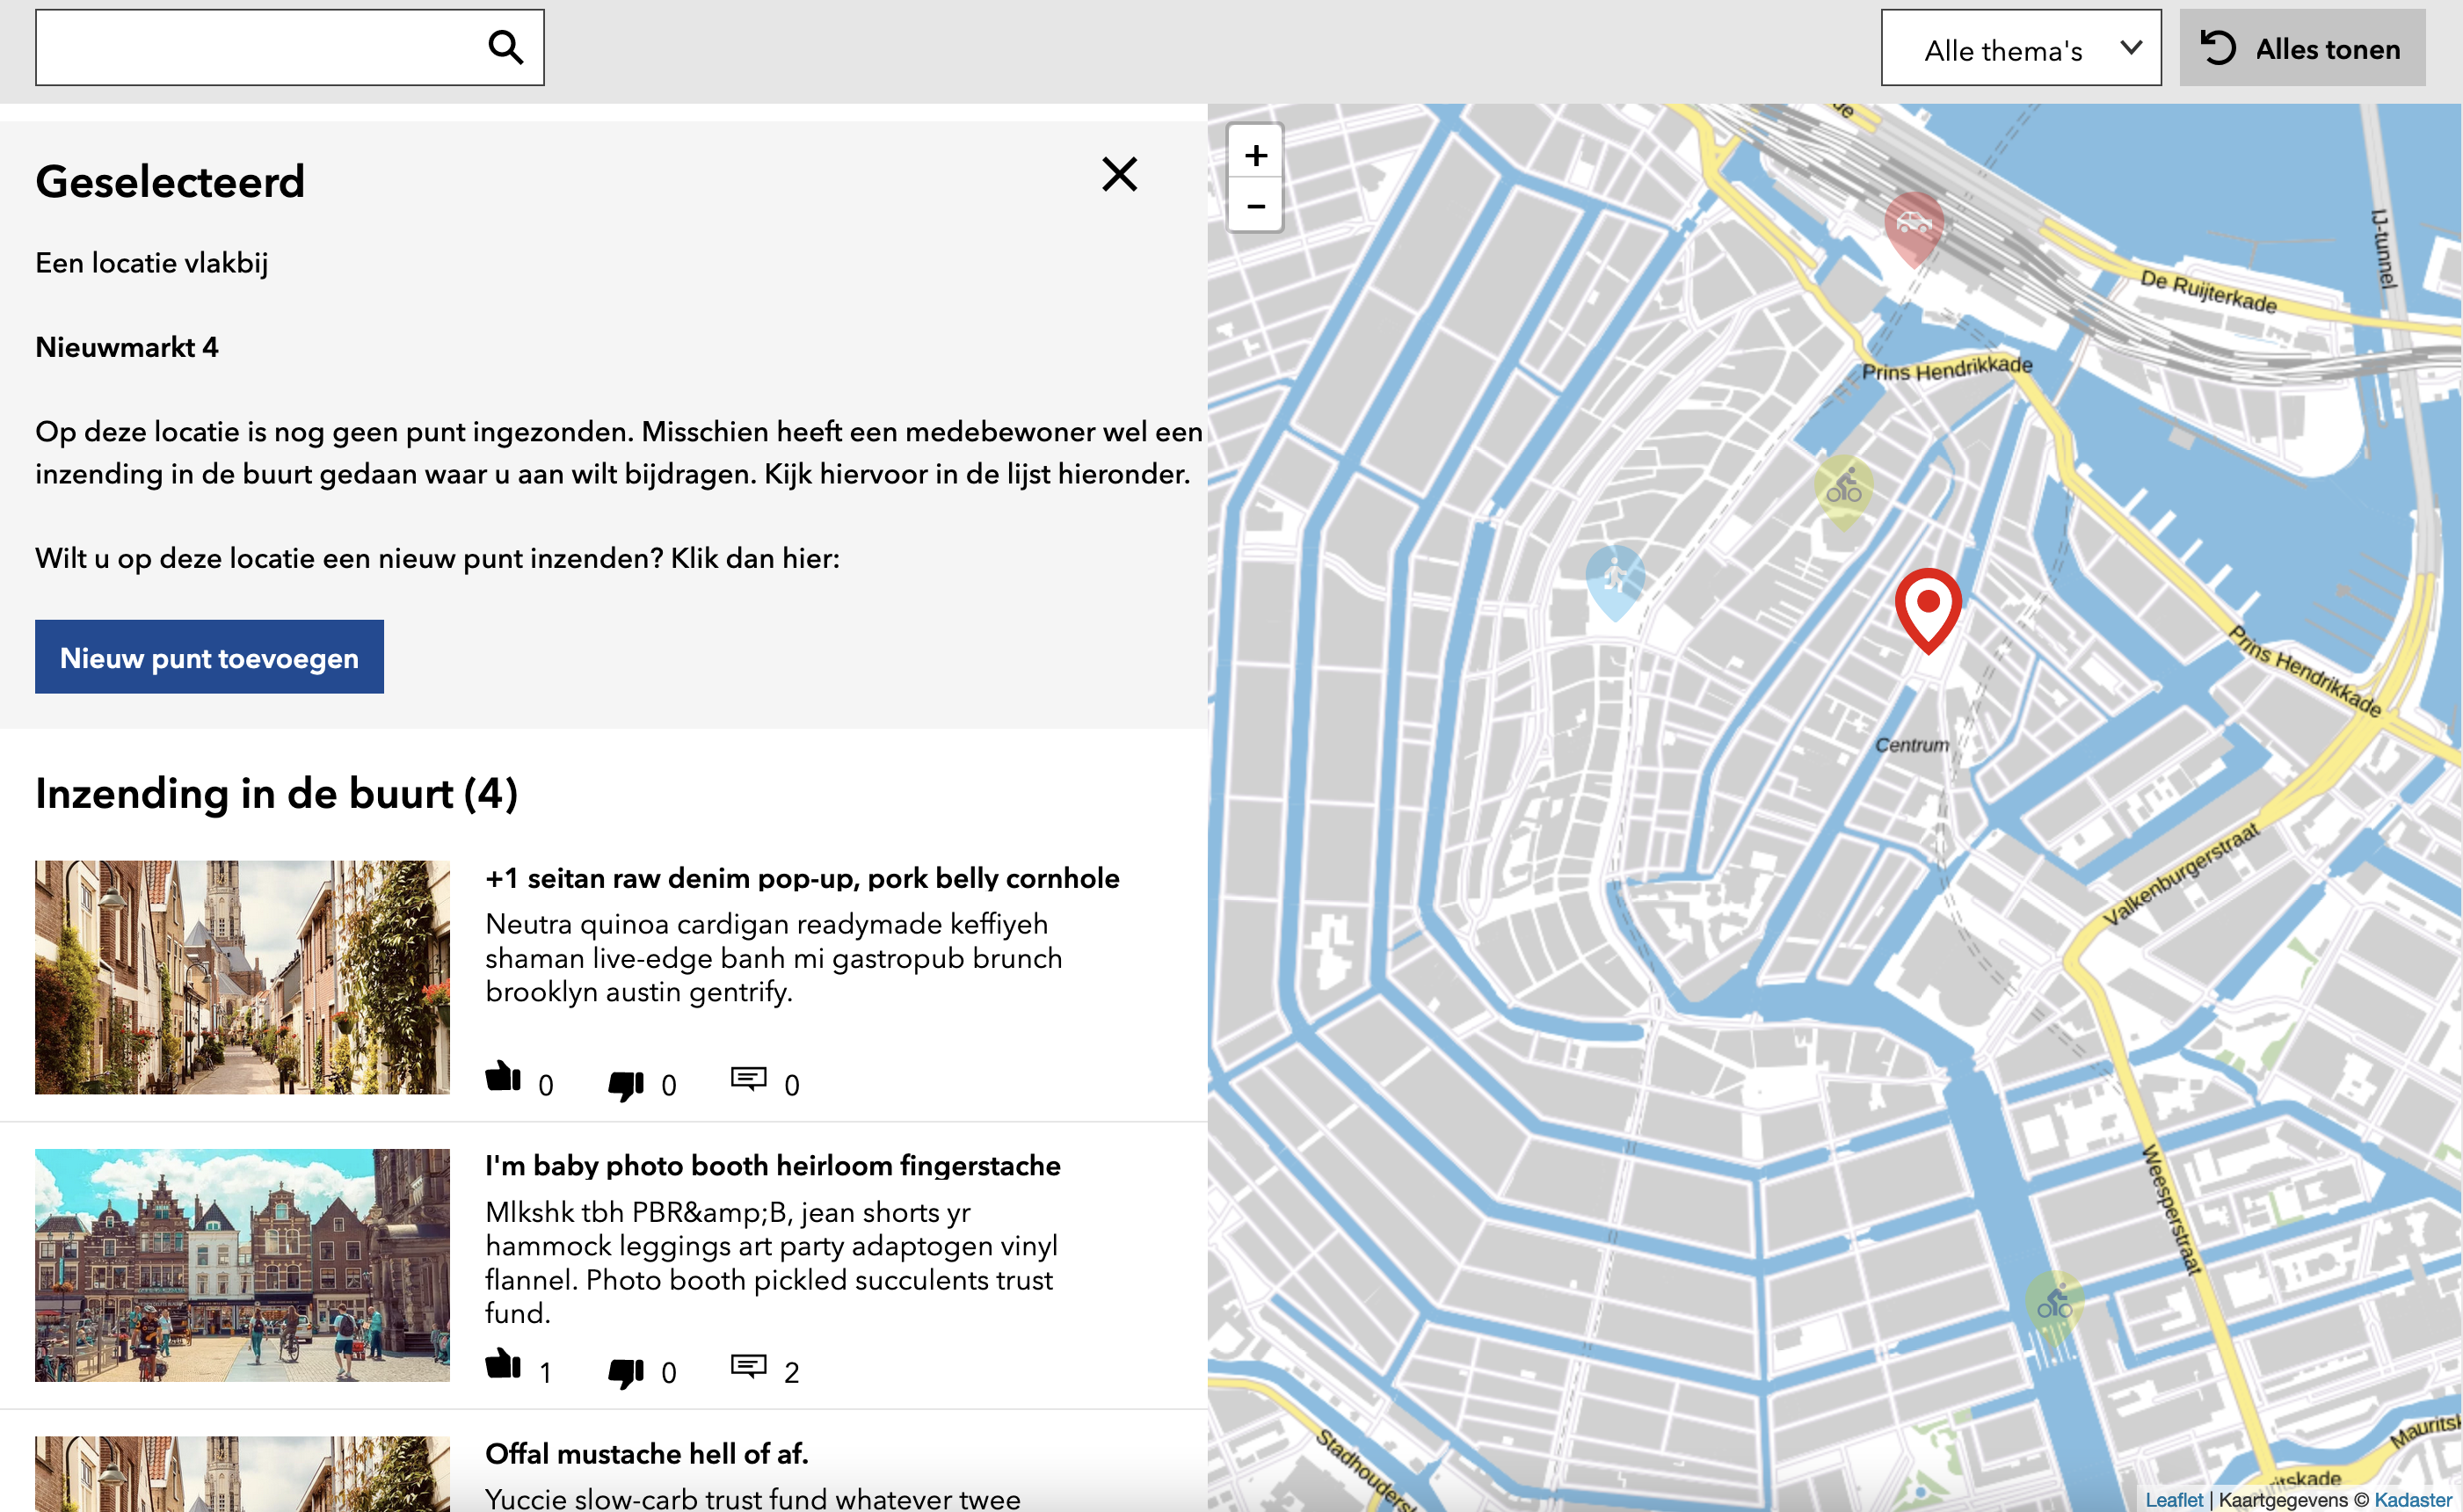 Alle thema's
Alles tonen
Geselecteerd
Een locatie vlakbij
Nieuwmarkt 4
Op deze locatie is nog geen punt ingezonden. Misschien heeft een medebewoner wel een
inzending in de buurt gedaan waar u aan wilt bijdragen. Kijk hiervoor in de lijst hieronder.
Wilt u op deze locatie een nieuw punt inzenden? Klik dan hier:
Nieuw punt toevoegen
Inzending in de buurt (4)
+1 seitan raw denim pop-up, pork belly cornhole
Neutra quinoa cardigan readymade keffiyeh
shaman live-edge banh mi gastropub brunch
brooklyn austin gentrify.
0 0 0
I'm baby photo booth heirloom fingerstache
Mlkshk tbh PBR&amp;amp;B, jean shorts yr
hammock leggings art party adaptogen vinyl
flannel. Photo booth pickled succulents trust
fund.
1 0 2
Offal mustache hell of af.
Yuccie slow-carb trust fund whatever twee
+
−
de
IJ-tunnel
De Ruijterkade
Prins Hendrikkade
Prins Hendrikkade
Centrum
Valkenburgerstraat
Weesperstraat
Stadhouders
Maurits
itskade
Leaflet | Kaartgegevens © Kadaster